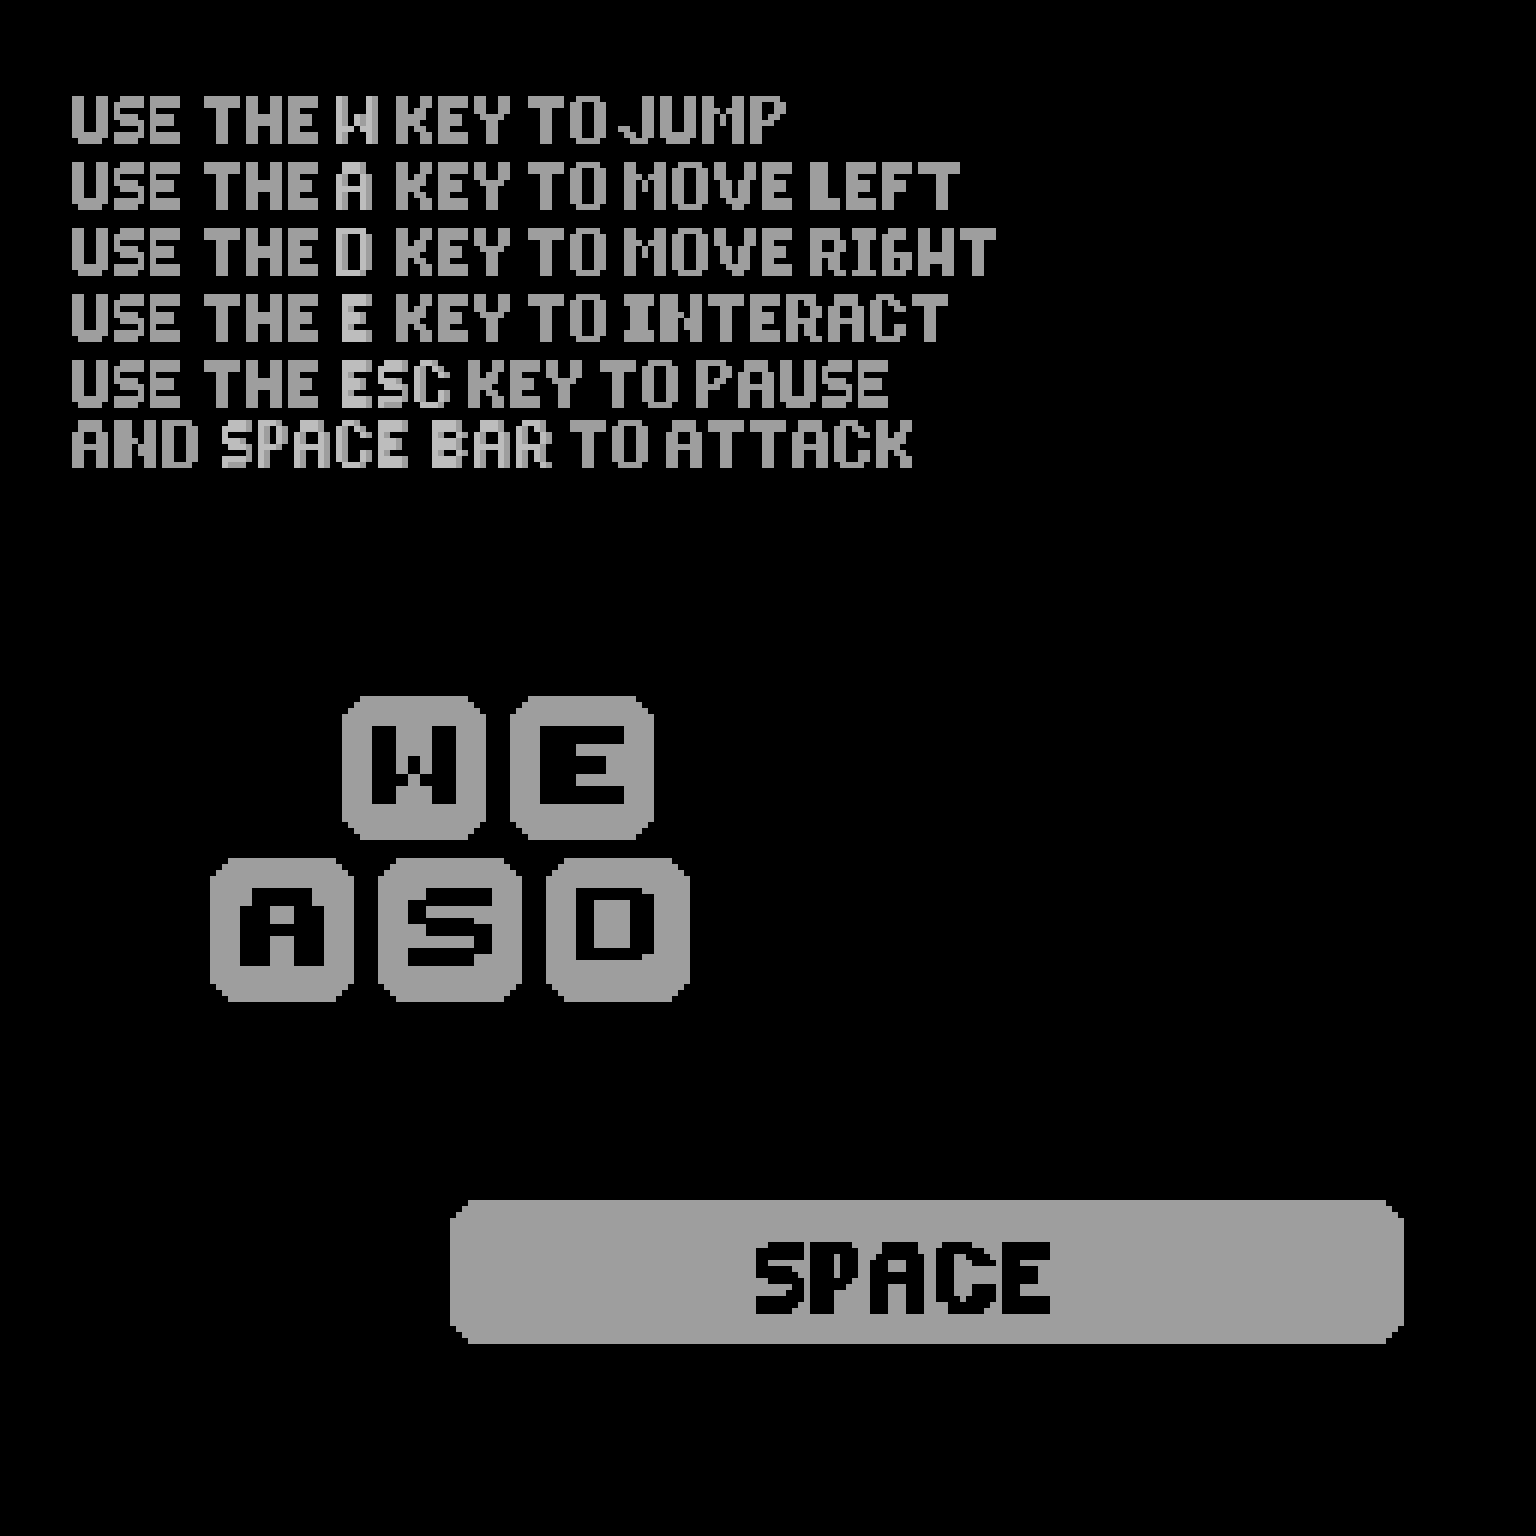 USE THE W KEY TO JUMP
USE THE A KEY TO MOVE LEFT
USE THE D KEY TO MOVE RIGHT
USE THE E KEY TO INTERACT
USE THE ESC KEY TO PAUSE
AND SPACE BAR TO ATTACK
W E
A S D
SPACE